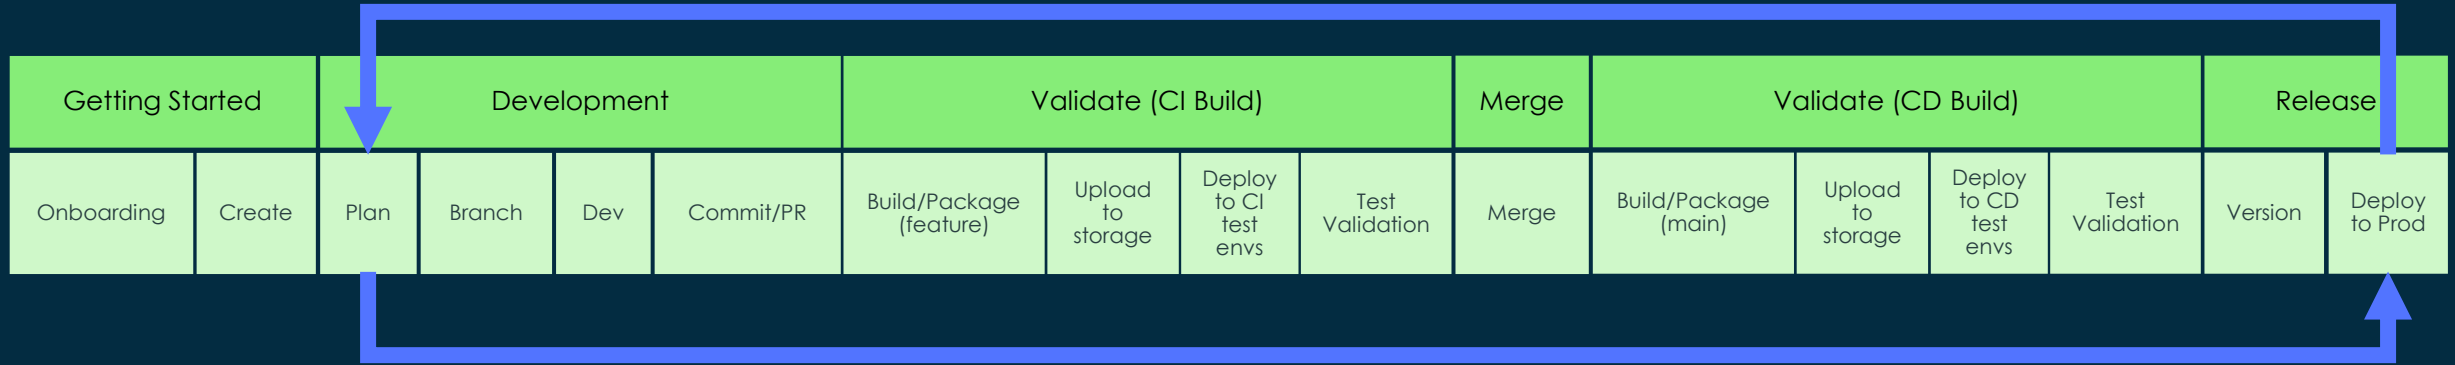 Getting Started
Development
Validate (CI Build)
Merge
Validate (CD Build)
Release
Onboarding
Create
Plan
Branch
Dev
Commit/PR
Build/Package
(feature)
Upload
to
storage
Deploy
to CI
test
envs
Test
Validation
Merge
Build/Package
(main)
Upload
to
storage
Deploy
to CD
test
envs
Test
Validation
Version
Deploy
to Prod